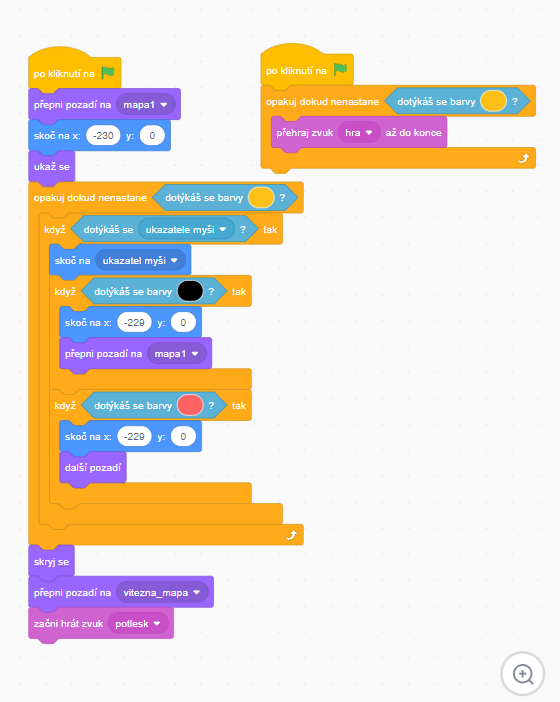 po kliknutí na
přepni pozadí na mapa1
skoč na x: -230 y: 0
ukaž se
opakuj dokud nenastane dotýkáš se barvy ?
když dotýkáš se ukazatele myši ? tak
skoč na ukazatel myši
když dotýkáš se barvy ? tak
skoč na x: -229 y: 0
přepni pozadí na mapa1
když dotýkáš se barvy ? tak
skoč na x: -229 y: 0
další pozadí
skryj se
přepni pozadí na vitezna_mapa
začni hrát zvuk potlesk
po kliknutí na
opakuj dokud nenastane dotýkáš se barvy ?
přehraj zvuk hra až do konce